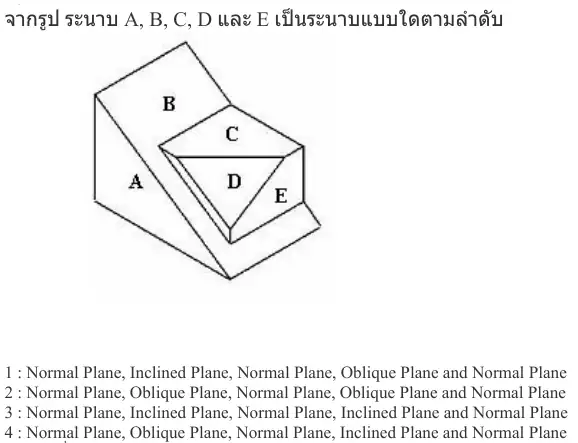 จากรูป ระนาบ A, B, C, D และ E เป็นระนาบแบบใดตามลำดับ
B
C
A
D
E
1 : Normal Plane, Inclined Plane, Normal Plane, Oblique Plane and Normal Plane
2 : Normal Plane, Oblique Plane, Normal Plane, Oblique Plane and Normal Plane
3 : Normal Plane, Inclined Plane, Normal Plane, Inclined Plane and Normal Plane
4 : Normal Plane, Oblique Plane, Normal Plane, Inclined Plane and Normal Plane